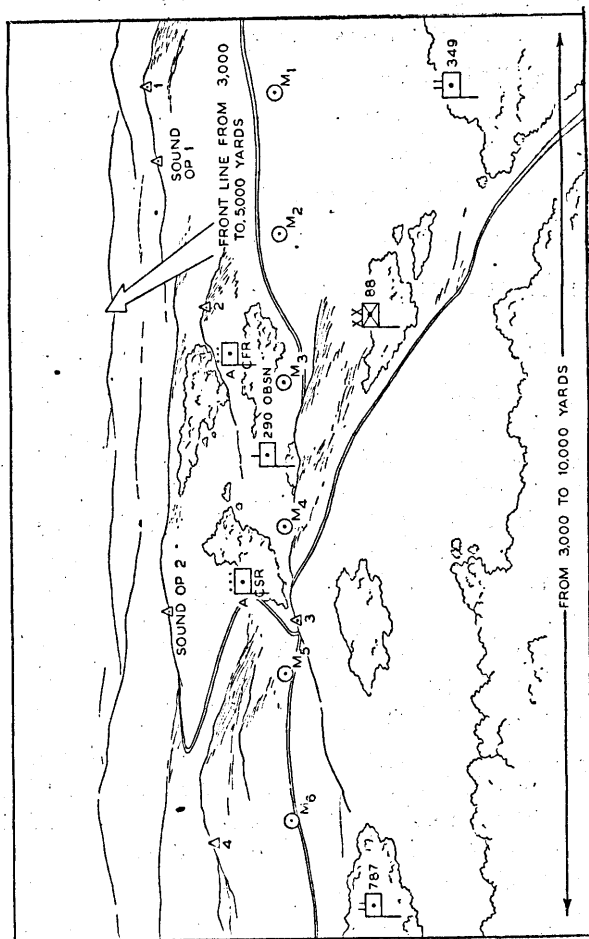 1
SOUND
OP 1
SOUND OP 2
4
2
FRONT LINE FROM 3,000
TO 5,000 YARDS
A
CFR
A
CSR
290 OBSN
M6
M5
3
M4
M3
M2
M1
787
88
349
FROM 3,000 TO 10,000 YARDS